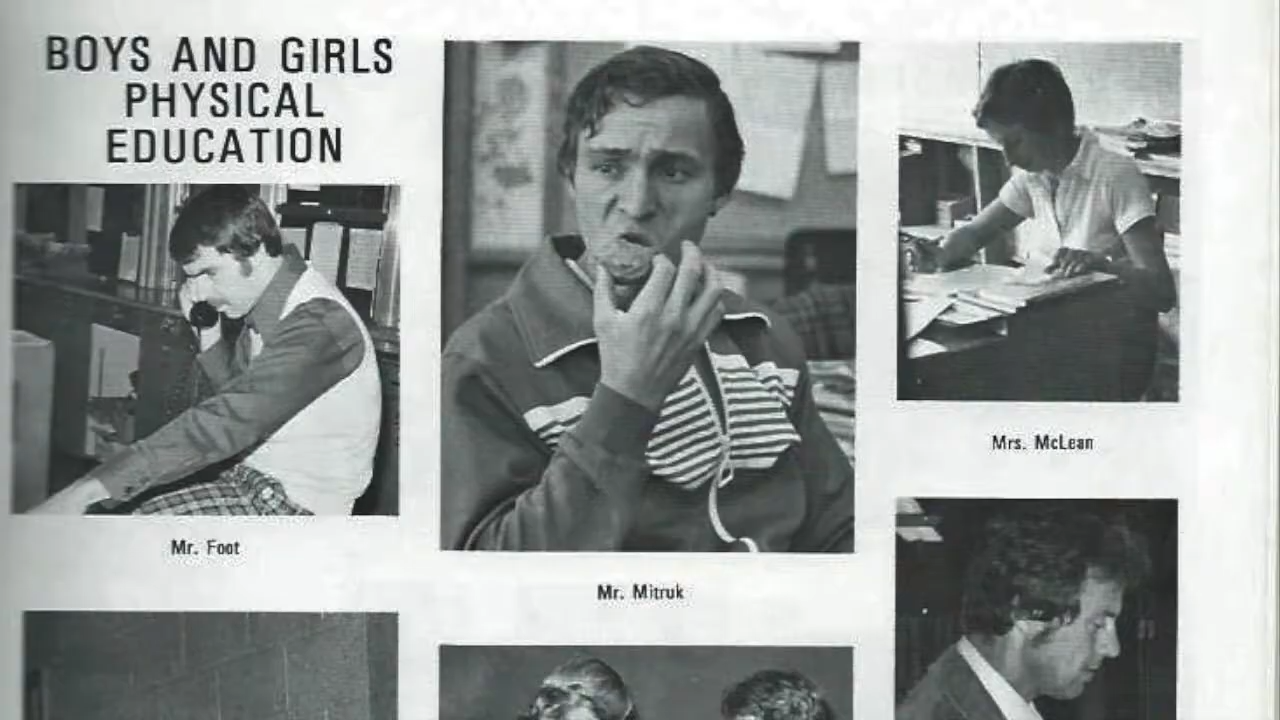 BOYS AND GIRLS
PHYSICAL
EDUCATION
Mr. Foot
Mr. Mitruk
Mrs. McLean